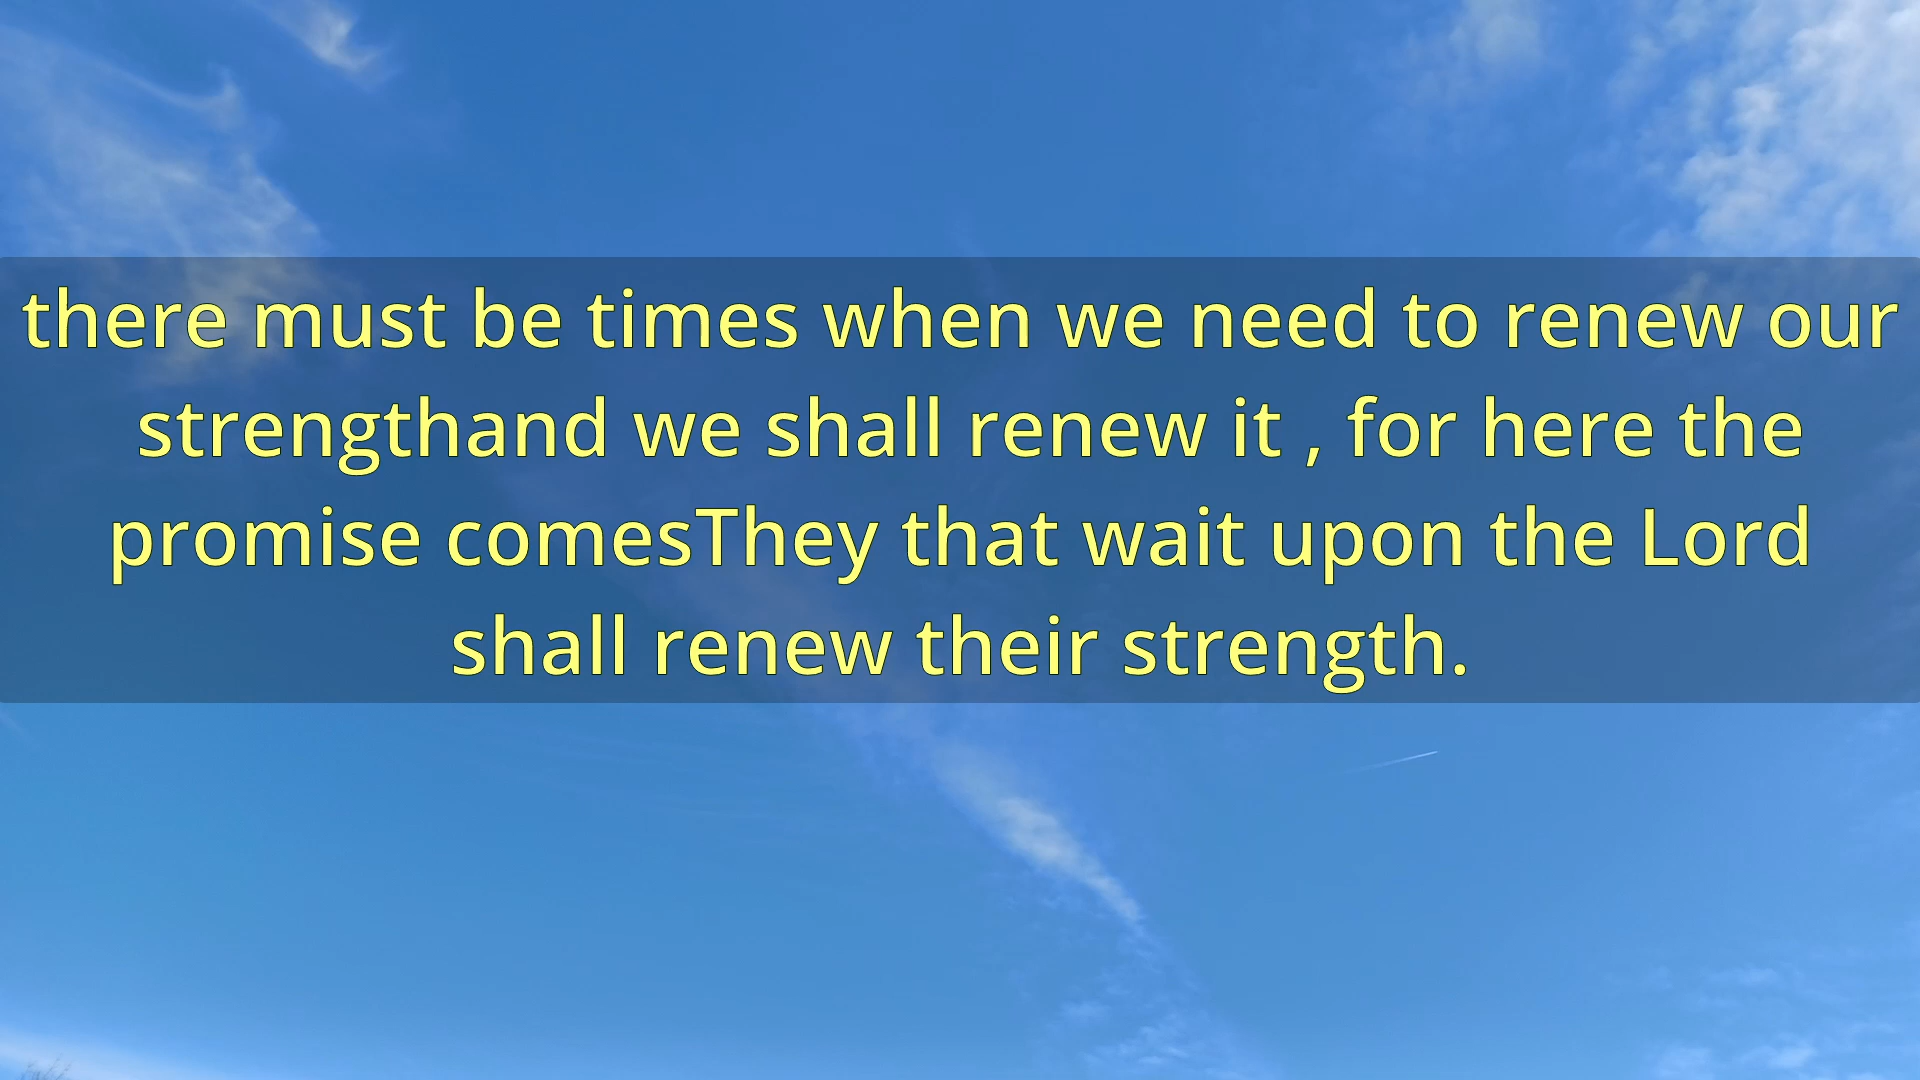 there must be times when we need to renew our
strengthand we shall renew it , for here the
promise comesThey that wait upon the Lord
shall renew their strength.